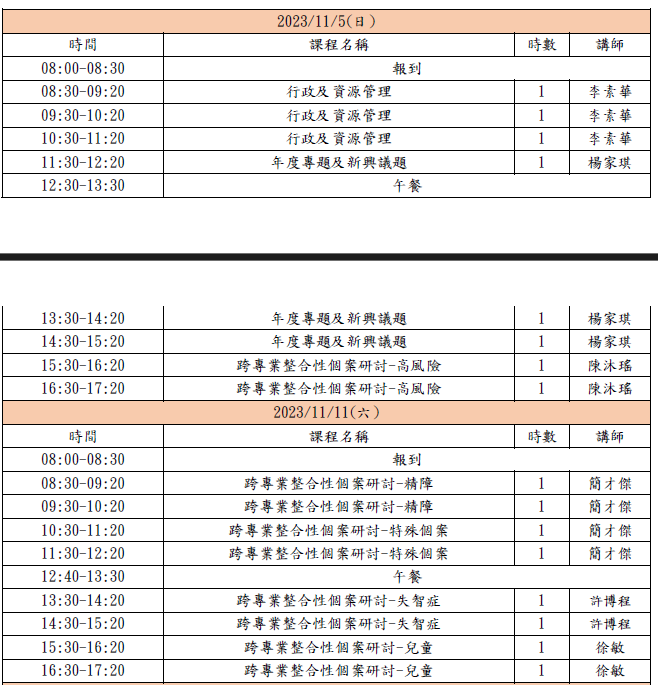 2023/11/5(日)
時間 課程名稱 時數 講師
08:00-08:30 報到
08:30-09:20 行政及資源管理 1 李素華
09:30-10:20 行政及資源管理 1 李素華
10:30-11:20 行政及資源管理 1 李素華
11:30-12:20 年度專題及新興議題 1 楊家琪
12:30-13:30 午餐
13:30-14:20 年度專題及新興議題 1 楊家琪
14:30-15:20 年度專題及新興議題 1 楊家琪
15:30-16:20 跨專業整合性個案研討-高風險 1 陳沐瑤
16:30-17:20 跨專業整合性個案研討-高風險 1 陳沐瑤
2023/11/11(六)
時間 課程名稱 時數 講師
08:00-08:30 報到
08:30-09:20 跨專業整合性個案研討-精障 1 簡才傑
09:30-10:20 跨專業整合性個案研討-精障 1 簡才傑
10:30-11:20 跨專業整合性個案研討-特殊個案 1 簡才傑
11:30-12:20 跨專業整合性個案研討-特殊個案 1 簡才傑
12:40-13:30 午餐
13:30-14:20 跨專業整合性個案研討-失智症 1 許博程
14:30-15:20 跨專業整合性個案研討-失智症 1 許博程
15:30-16:20 跨專業整合性個案研討-兒童 1 徐敏
16:30-17:20 跨專業整合性個案研討-兒童 1 徐敏